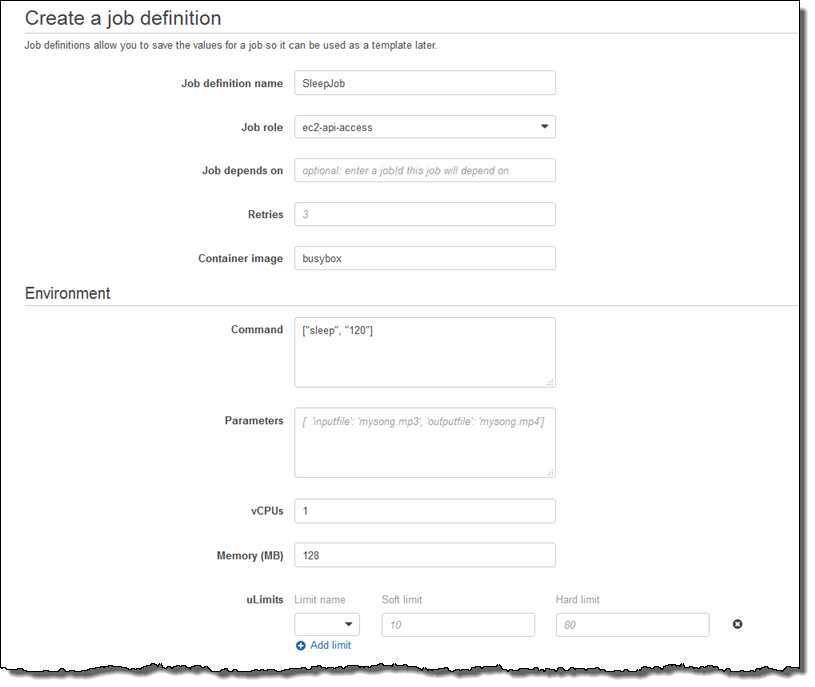 Create a job definition
Job definitions allow you to save the values for a job so it can be used as a template later.
Job definition name SleepJob
Job role ec2-api-access
Job depends on optional: enter a jobId this job will depend on
Retries 3
Container image busybox
Environment
Command ["sleep", "120"]
Parameters [ 'inputfile': 'mysong.mp3', 'outputfile': 'mysong.mp4']
vCPUs 1
Memory (MB) 128
uLimits Limit name Soft limit Hard limit
10 80
Add limit